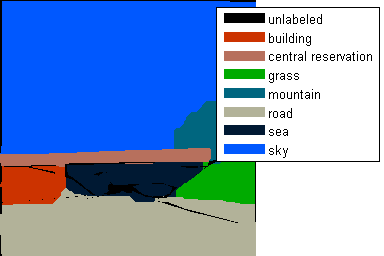 unlabeled
building
central reservation
grass
mountain
road
sea
sky